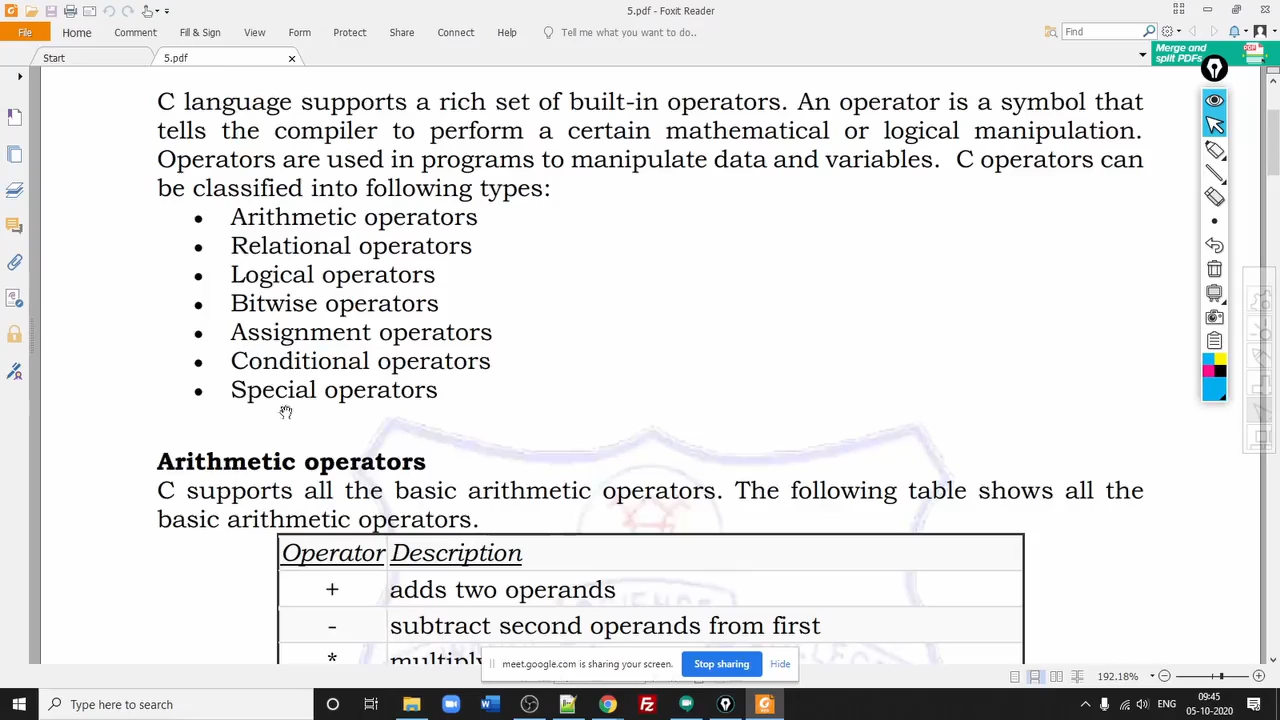 5.pdf - Foxit Reader
File Home Comment Fill & Sign View Form Protect Share Connect Help Tell me what you want to do.. Find
Start 5.pdf Merge and
split PDFs
C language supports a rich set of built-in operators. An operator is a symbol that
tells the compiler to perform a certain mathematical or logical manipulation.
Operators are used in programs to manipulate data and variables. C operators can
be classified into following types:
• Arithmetic operators
• Relational operators
• Logical operators
• Bitwise operators
• Assignment operators
• Conditional operators
• Special operators
Arithmetic operators
C supports all the basic arithmetic operators. The following table shows all the
basic arithmetic operators.
Operator Description
+ adds two operands
- subtract second operands from first
* multiply
meet.google.com is sharing your screen. Stop sharing Hide
192.18%
Type here to search
ENG
09:45
05-10-2020